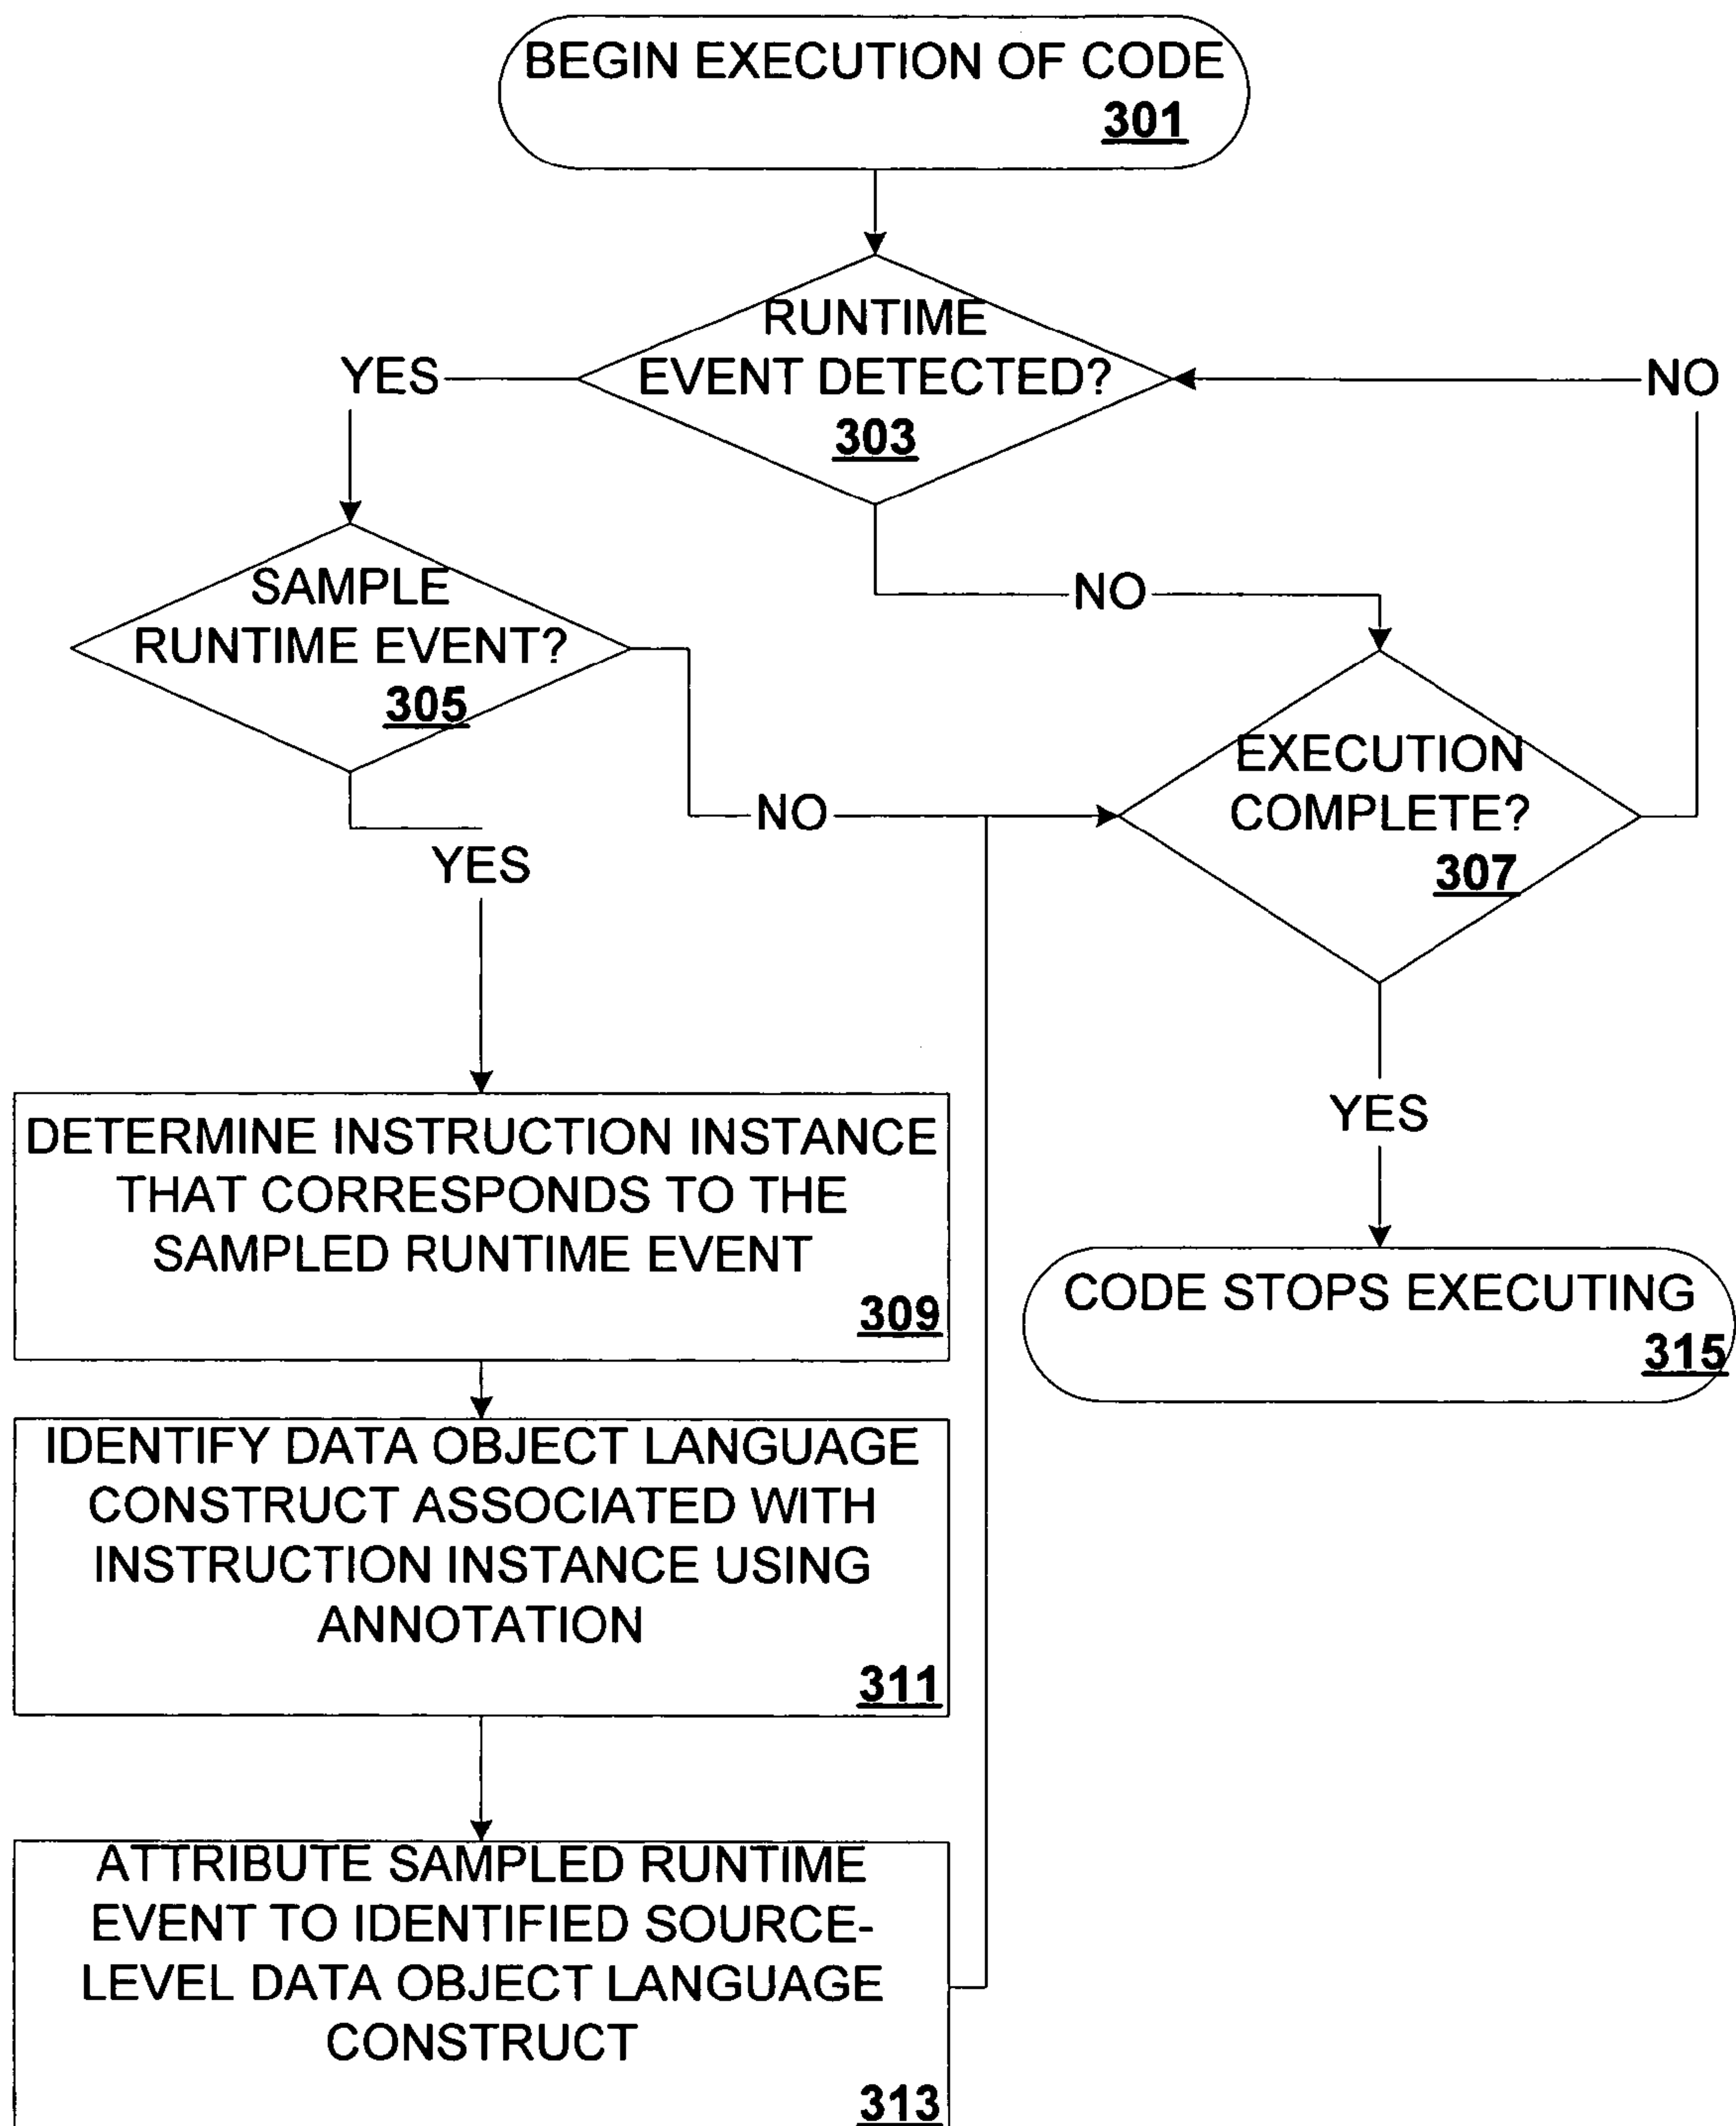 BEGIN EXECUTION OF CODE
301
RUNTIME
EVENT DETECTED?
303
YES
NO
SAMPLE
RUNTIME EVENT?
305
NO
EXECUTION
COMPLETE?
307
NO
YES
YES
DETERMINE INSTRUCTION INSTANCE
THAT CORRESPONDS TO THE
SAMPLED RUNTIME EVENT
309
CODE STOPS EXECUTING
315
IDENTIFY DATA OBJECT LANGUAGE
CONSTRUCT ASSOCIATED WITH
INSTRUCTION INSTANCE USING
ANNOTATION
311
ATTRIBUTE SAMPLED RUNTIME
EVENT TO IDENTIFIED SOURCE-
LEVEL DATA OBJECT LANGUAGE
CONSTRUCT
313